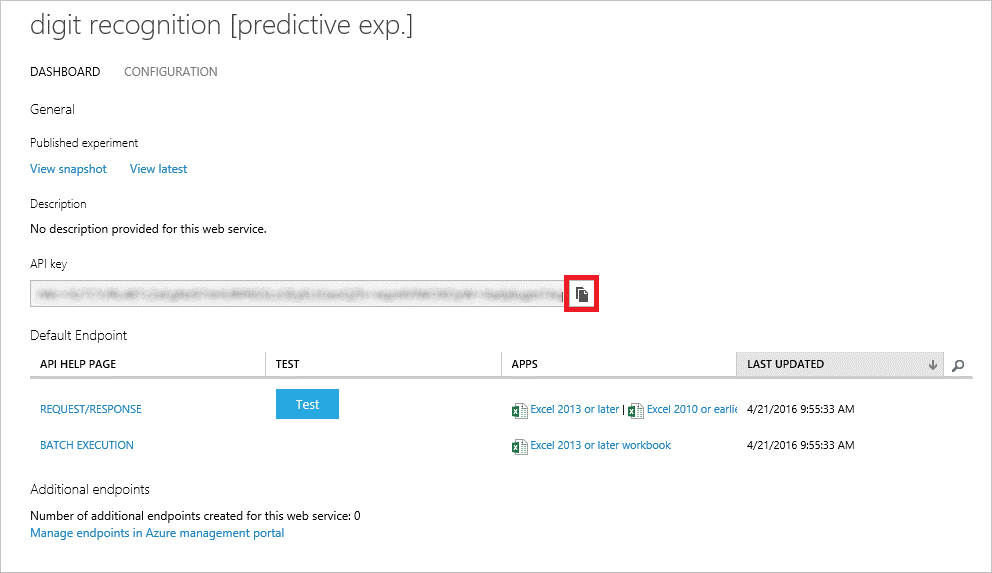 digit recognition [predictive exp.]
DASHBOARD CONFIGURATION
General
Published experiment
View snapshot View latest
Description
No description provided for this web service.
API key
Default Endpoint
API HELP PAGE TEST APPS LAST UPDATED
REQUEST/RESPONSE Test Excel 2013 or later | Excel 2010 or earlie 4/21/2016 9:55:33 AM
BATCH EXECUTION Excel 2013 or later workbook 4/21/2016 9:55:33 AM
Additional endpoints
Number of additional endpoints created for this web service: 0
Manage endpoints in Azure management portal